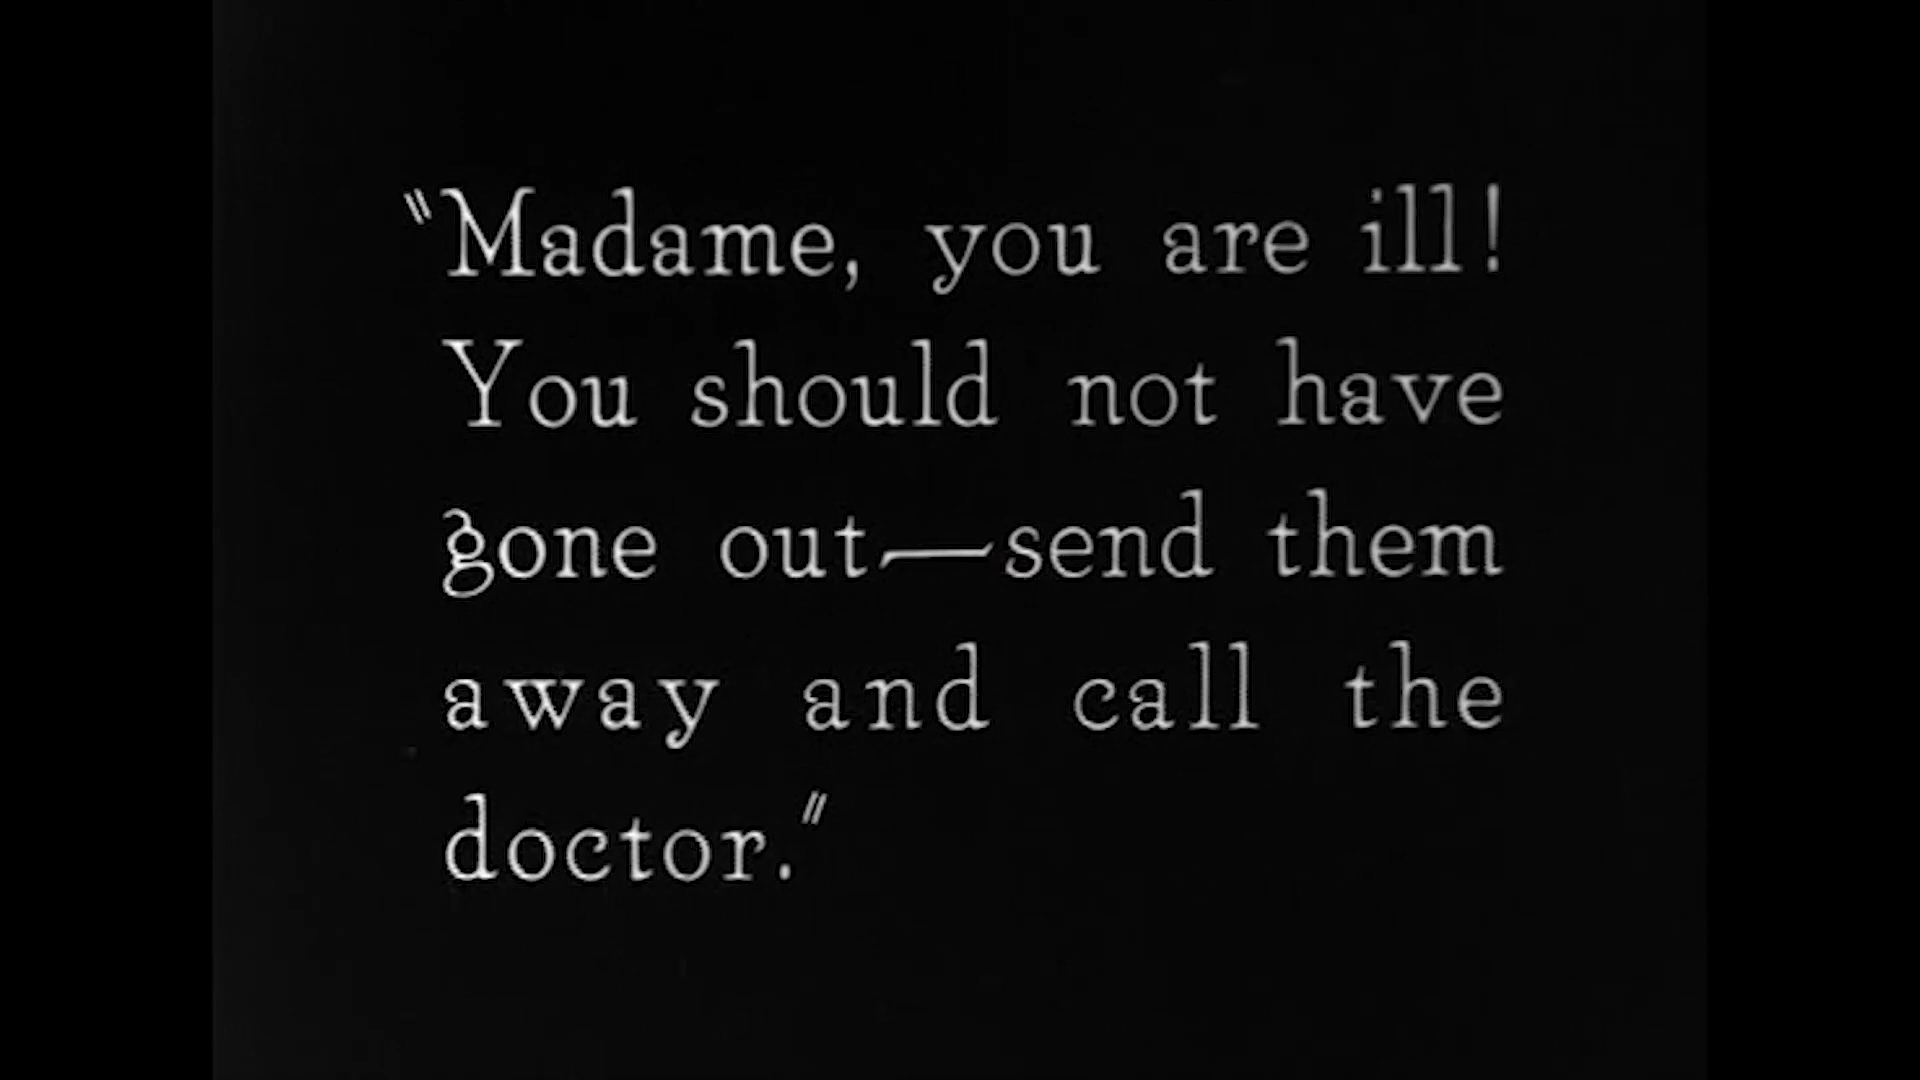 "Madame, you are ill!
You should not have
gone out—send them
away and call the
doctor."